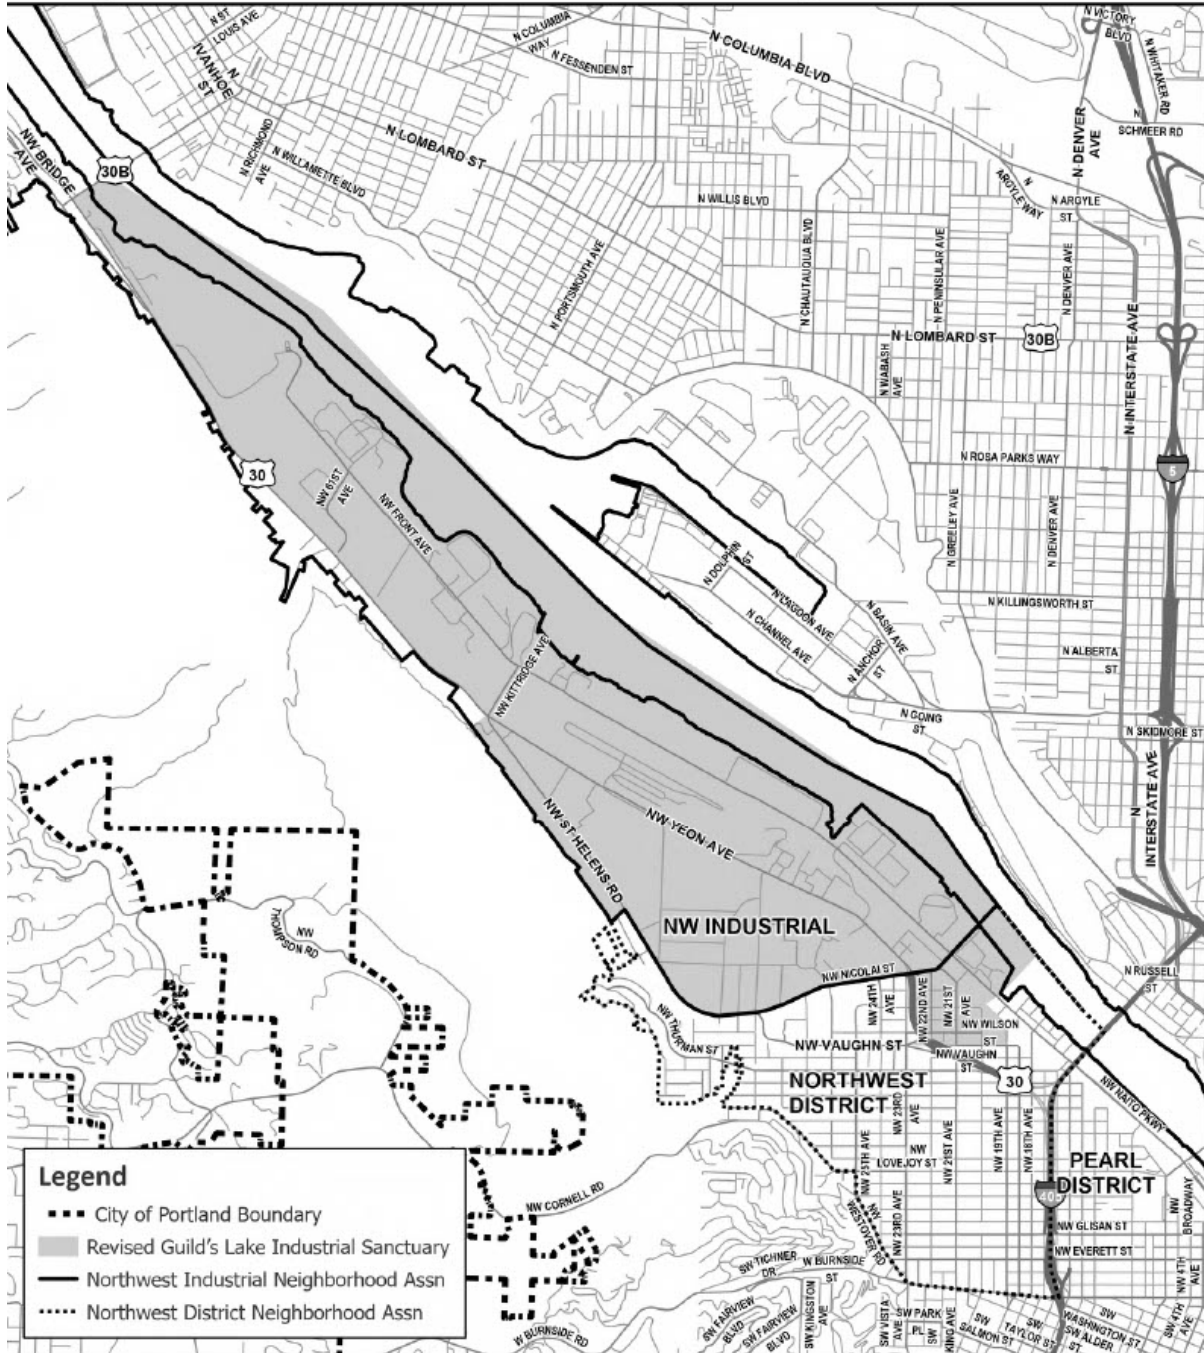 N ST
LOUIS AVE
N
IVANHOE
ST
N COLUMBIA
WAY
N FESSENDEN ST
N COLUMBIA BLVD
N VICTORY
BLVD
N WHITAKER RD
N
SCHMEER RD
N DENVER
AVE
NW BRIDGE
AVE
30B
N RICHMOND
AVE
N LOMBARD ST
N WILLAMETTE BLVD
N WILLIS BLVD
N
ARGYLE WAY
N ARGYLE
ST
N PORTSMOUTH AVE
N CHAUTAUQUA BLVD
N PENINSULAR AVE
N DENVER AVE
N LOMBARD ST
30B
N INTERSTATE AVE
N WABASH
AVE
N ROSA PARKS WAY
5
30
NW 61ST
AVE
NW FRONT AVE
N GREELEY AVE
N DENVER AVE
N DOLPHIN
ST
N LAGOON AVE
N CHANNEL AVE
N BASIN AVE
N ANCHOR
ST
N KILLINGSWORTH ST
N ALBERTA
ST
NW KITTRIDGE AVE
N GOING
ST
N SKIDMORE ST
N
INTERSTATE AVE
NW ST HELENS RD
NW YEON AVE
NW
THOMPSON RD
NW INDUSTRIAL
NW NICOLAI ST
N RUSSELL
ST
NW 24TH
AVE
NW 22ND AVE
NW 21ST
AVE
NW WILSON
ST
NW THURMAN ST
NW VAUGHN ST
NW VAUGHN
ST
30
NORTHWEST
DISTRICT
NW 23RD
AVE
NW NAITO PKWY
NW
LOVEJOY ST
NW 25TH AVE
NW 21ST AVE
NW 19TH AVE
NW 18TH AVE
PEARL
DISTRICT
405
NW CORNELL RD
NW
WESTOVER RD
NW 23RD AVE
NW GLISAN ST
NW EVERETT ST
NW
BROADWAY
NW 4TH
AVE
SW TICHNER
DR
W BURNSIDE
ST
SW FAIRVIEW
BLVD
SW FAIRVIEW
BLVD
SW KINGSTON
AVE
SW VISTA
AVE
SW PARK
PL
SW
KING AVE
SW
SALMON ST
SW
TAYLOR ST
SW
WASHINGTON ST
SW ALDER
ST
SW 4TH
AVE
W BURNSIDE RD
Legend
City of Portland Boundary
Revised Guild's Lake Industrial Sanctuary
Northwest Industrial Neighborhood Assn
Northwest District Neighborhood Assn